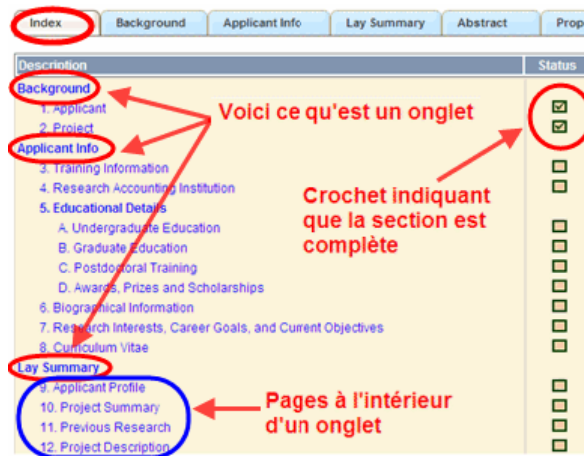 Index Background Applicant Info Lay Summary Abstract Prop
Description Status
Background
1. Applicant
2. Project
Voici ce qu'est un onglet
Applicant Info
3. Training Information
4. Research Accounting Institution
5. Educational Details
A. Undergraduate Education
B. Graduate Education
C. Postdoctoral Training
D. Awards, Prizes and Scholarships
Crochet indiquant
que la section est
complète
6. Biographical Information
7. Research Interests, Career Goals, and Current Objectives
8. Curriculum Vitae
Lay Summary
9. Applicant Profile
10. Project Summary
11. Previous Research
12. Project Description
Pages à l'intérieur
d'un onglet